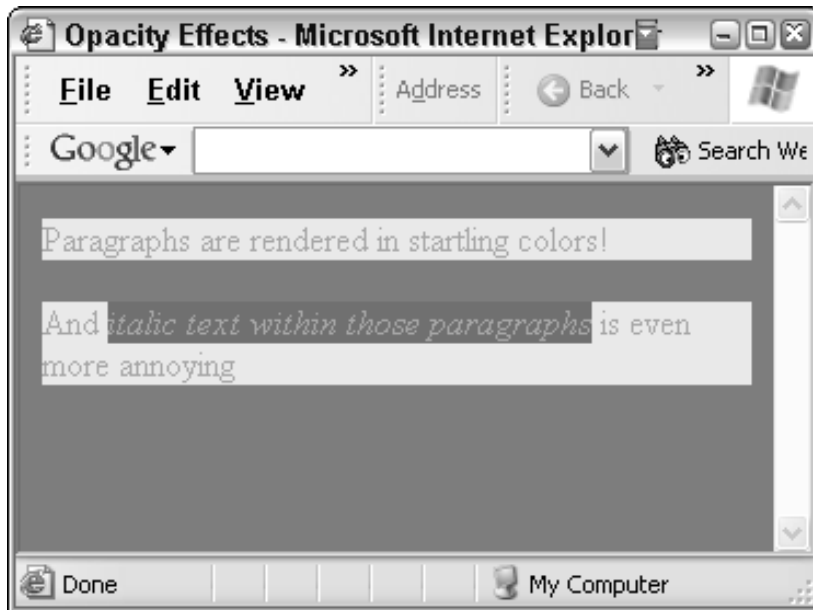 Opacity Effects - Microsoft Internet Explor
File Edit View » Address Back »
Google Search We
Paragraphs are rendered in startling colors!
And italic text within those paragraphs is even
more annoying
Done My Computer